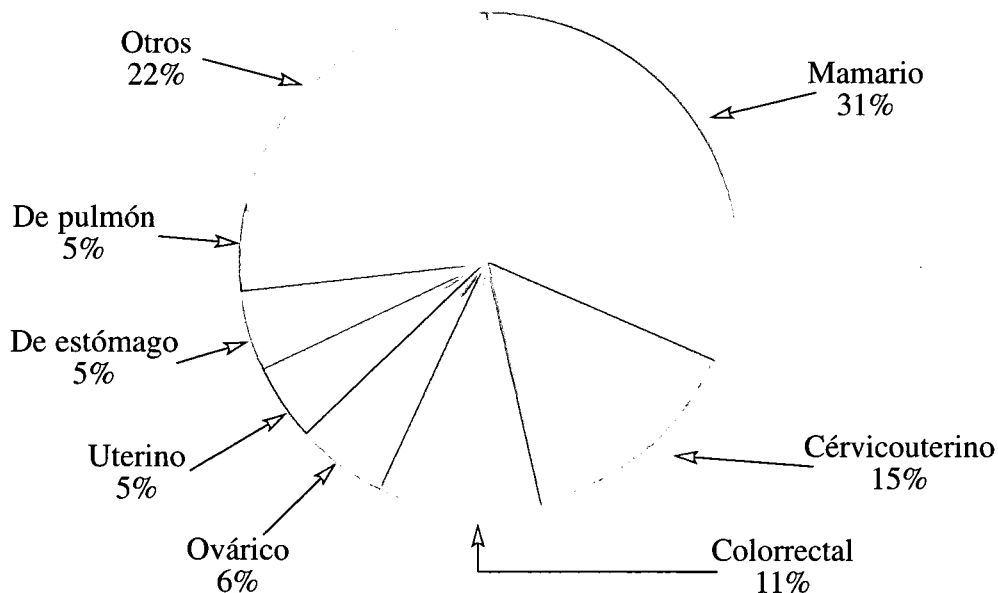 Otros
22%
Mamario
31%
De pulmón
5%
De estómago
5%
Uterino
5%
Ovárico
6%
Cérvicouterino
15%
Colorrectal
11%